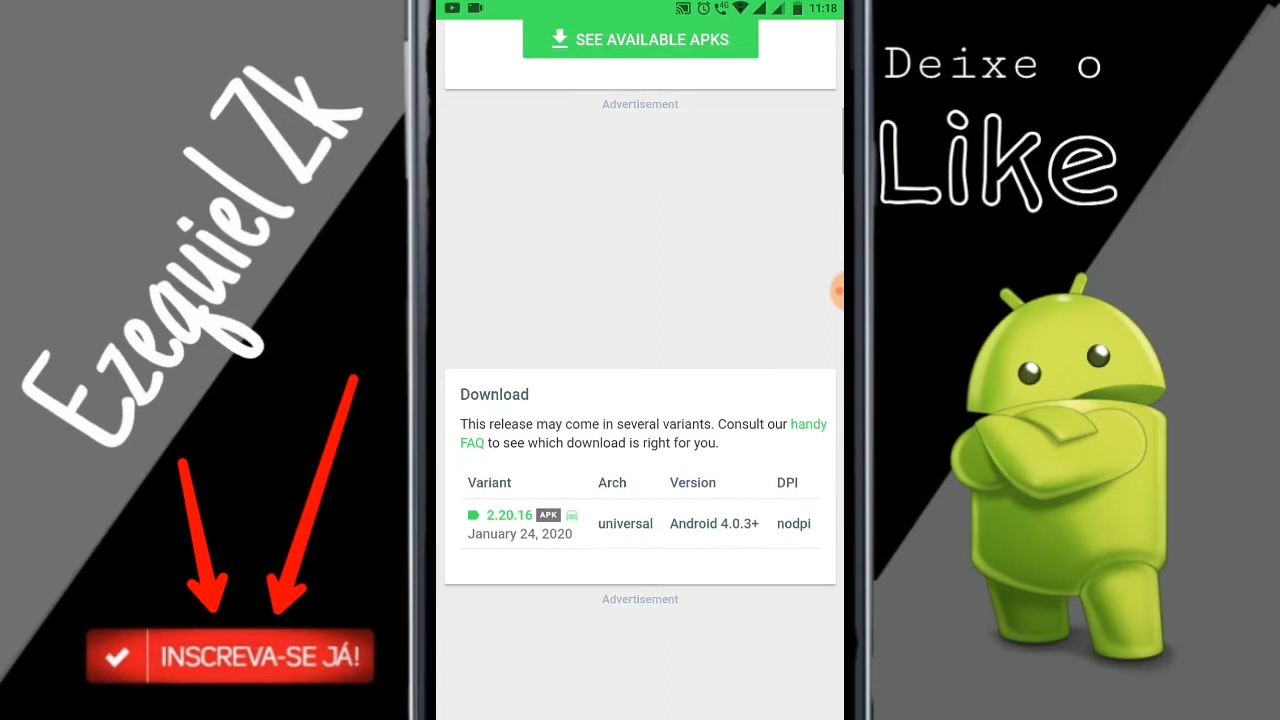 Ezequiel Zk
INSCREVA-SE JÁ!
4G
11:18
SEE AVAILABLE APKS
Advertisement
Download
This release may come in several variants. Consult our handy
FAQ to see which download is right for you.
Variant Arch Version DPI
2.20.16 APK universal Android 4.0.3+ nodpi
January 24, 2020
Advertisement
Deixe o
Like